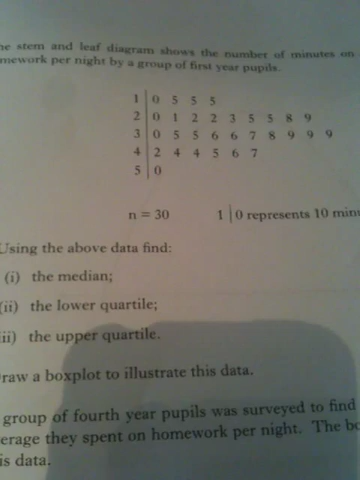 he stem and leaf diagram shows the number of minutes on
mework per night by a group of first year pupils.
1 | 0 5 5 5
2 | 0 1 2 2 3 5 5 8 9
3 | 0 5 5 6 6 7 8 9 9 9
4 | 2 4 4 5 6 7
5 | 0
n = 30 1 | 0 represents 10 minu
Using the above data find:
(i) the median;
(ii) the lower quartile;
iii) the upper quartile.
raw a boxplot to illustrate this data.
group of fourth year pupils was surveyed to find
erage they spent on homework per night. The bo
is data.